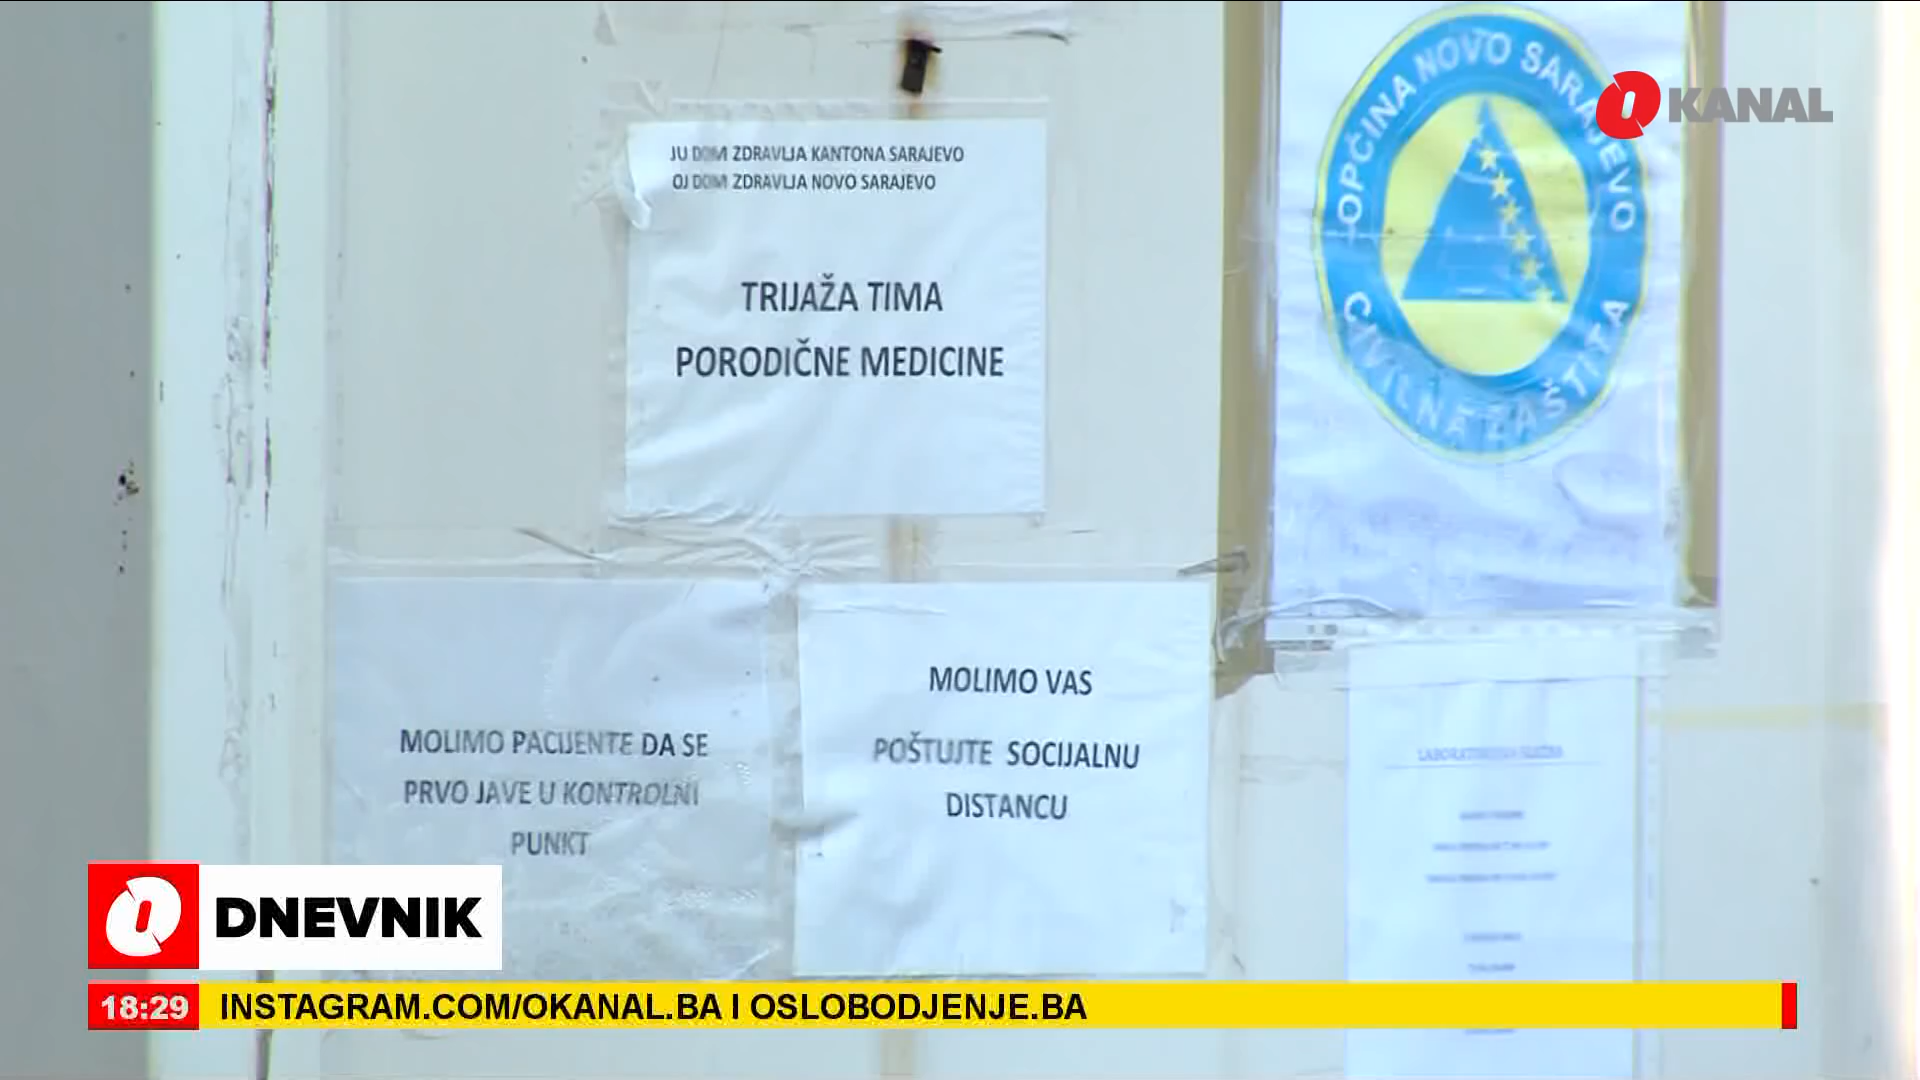 JU DOM ZDRAVLJA KANTONA SARAJEVO
OJ DOM ZDRAVLJA NOVO SARAJEVO
TRIJAŽA TIMA
PORODIČNE MEDICINE
OPĆINA NOVO SARAJEVO
CIVILNA ZAŠTITA
KANAL
MOLIMO PACIJENTE DA SE
PRVO JAVE U KONTROLNI
PUNKT
MOLIMO VAS
POŠTUJTE SOCIJALNU
DISTANCU
LABORATORIJSKA SLUŽBA
DNEVNIK
18:29 INSTAGRAM.COM/OKANAL.BA I OSLOBODJENJE.BA